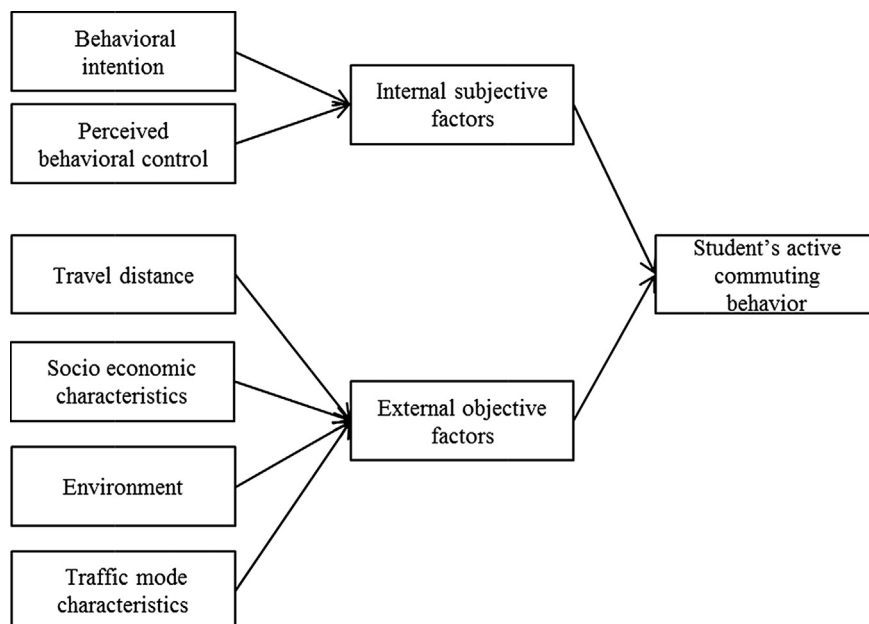 Behavioral
intention
Perceived
behavioral control
Internal subjective
factors
Travel distance
Socio economic
characteristics
Environment
Traffic mode
characteristics
External objective
factors
Student's active
commuting
behavior